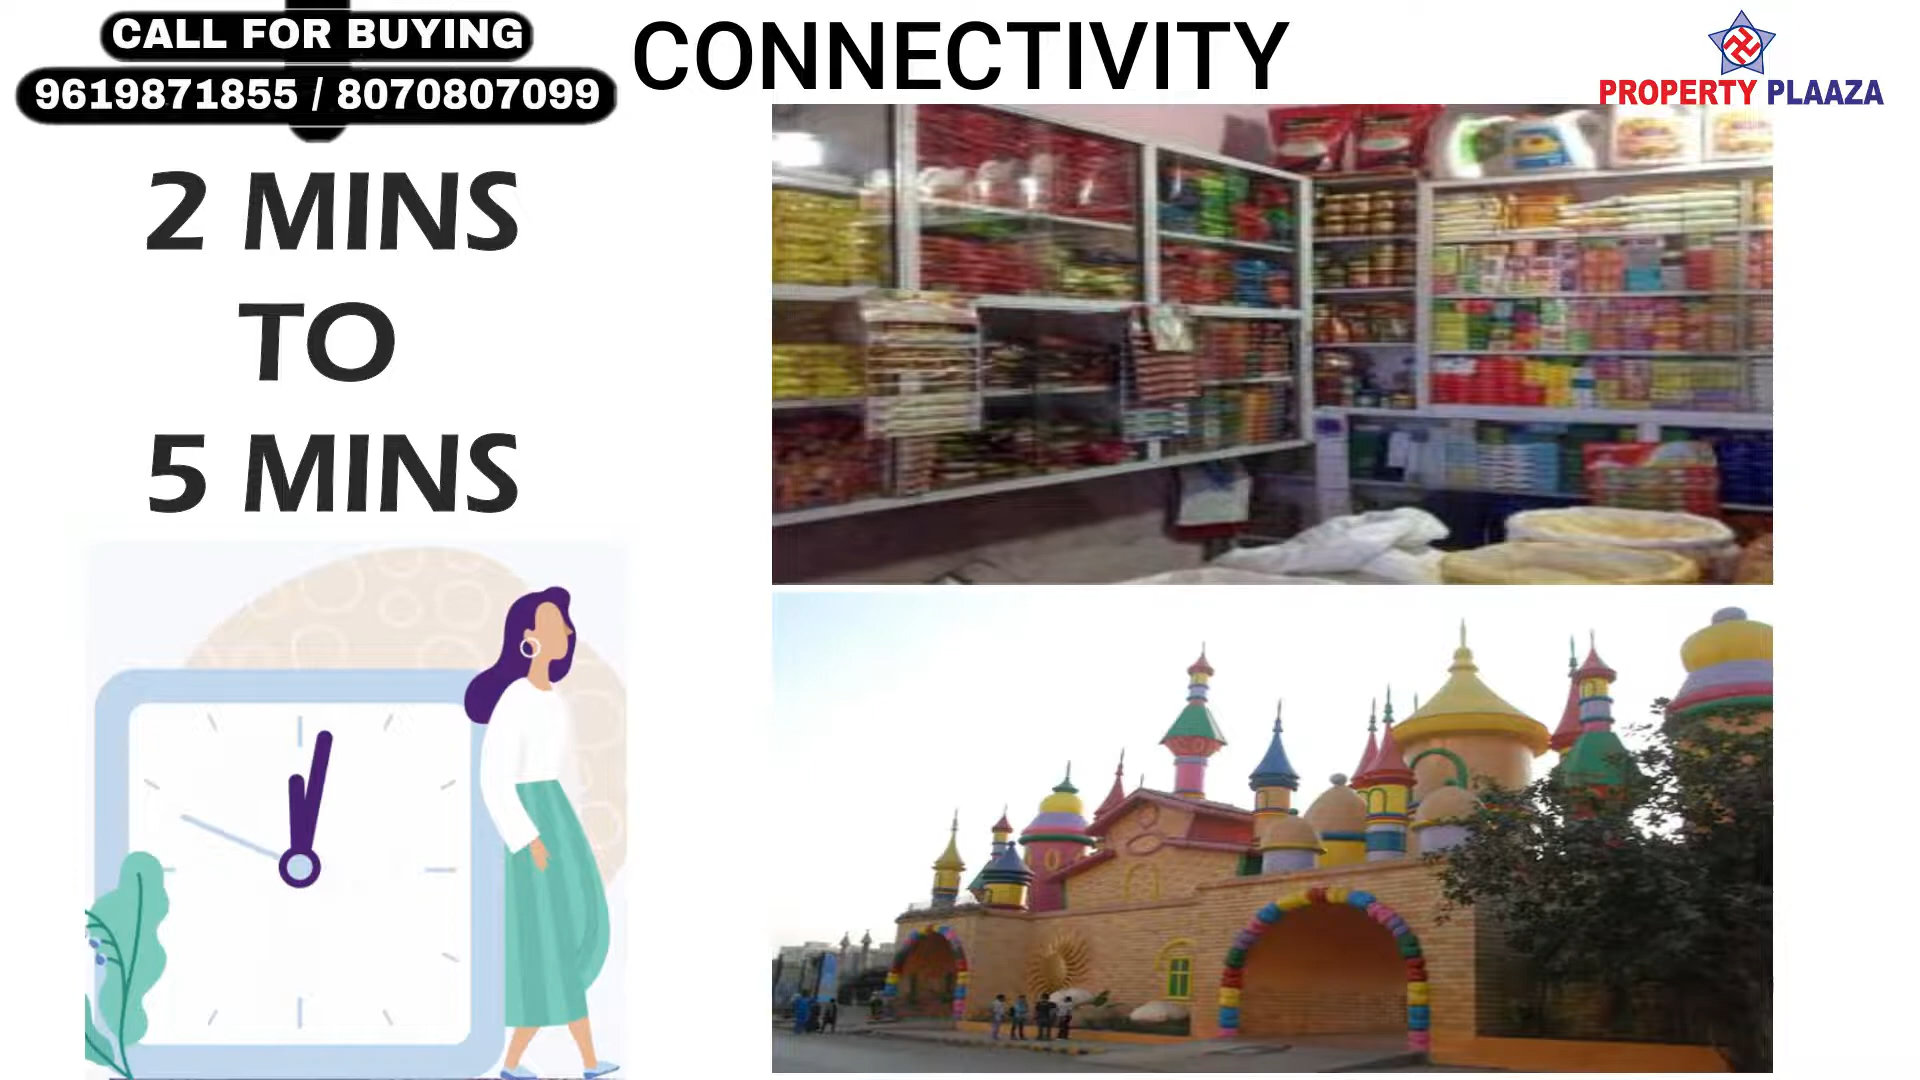 CALL FOR BUYING
9619871855 / 8070807099
CONNECTIVITY
PROPERTY PLAAZA
2 MINS
TO
5 MINS